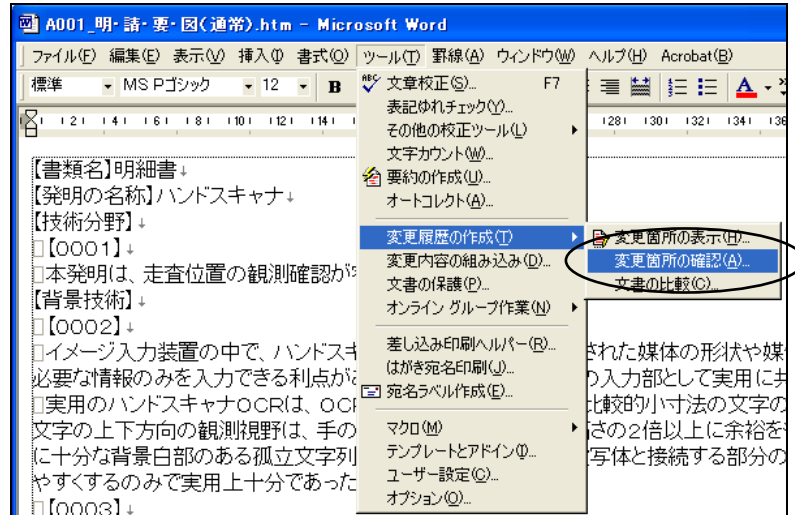 A001_明・請・要・図(通常).htm - Microsoft Word
ファイル(F) 編集(E) 表示(V) 挿入(I) 書式(O) ツール(T) 罫線(A) ウィンドウ(W) ヘルプ(H) Acrobat(B)
標準 MS Pゴシック 12 B A
文章校正(S)... F7
表記ゆれチェック(Y)...
その他の校正ツール(L)
文字カウント(W)...
要約の作成(U)...
オートコレクト(A)...
変更履歴の作成(T)
変更内容の組み込み(D)...
文書の保護(P)...
オンライン グループ作業(N)
差し込み印刷ヘルパー(R)...
はがき宛名印刷(J)...
宛名ラベル作成(E)...
マクロ(M)
テンプレートとアドイン(I)...
ユーザー設定(C)...
オプション(O)...
変更箇所の表示(H)...
変更箇所の確認(A)...
文書の比較(C)...
2 4 6 8 10 12 14 28 30 32 34 36
【書類名】明細書↓
【発明の名称】ハンドスキャナ↓
【技術分野】↓
□【0001】↓
□本発明は、走査位置の観測確認が
【背景技術】↓
□【0002】↓
□イメージ入力装置の中で、ハンドスキ された媒体の形状や媒
必要な情報のみを入力できる利点が の入力部として実用に
□実用のハンドスキャナOCRは、OC 比較的小寸法の文字の
文字の上下方向の観測視野は、手の さの2倍以上に余裕を
に十分な背景白部のある孤立文字列 写体と接続する部分の
やすくするのみで実用上十分であった
□【0003】↓